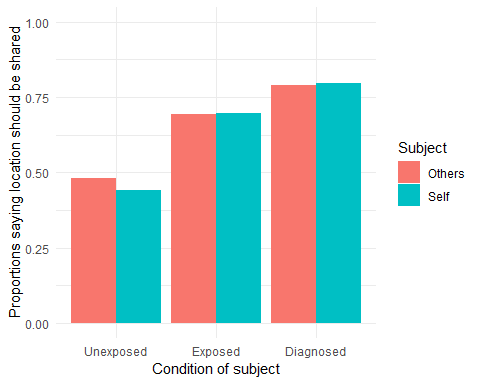 Proportions saying location should be shared
1.00
0.75
0.50
0.25
0.00
Unexposed
Exposed
Diagnosed
Condition of subject
Subject
Others
Self